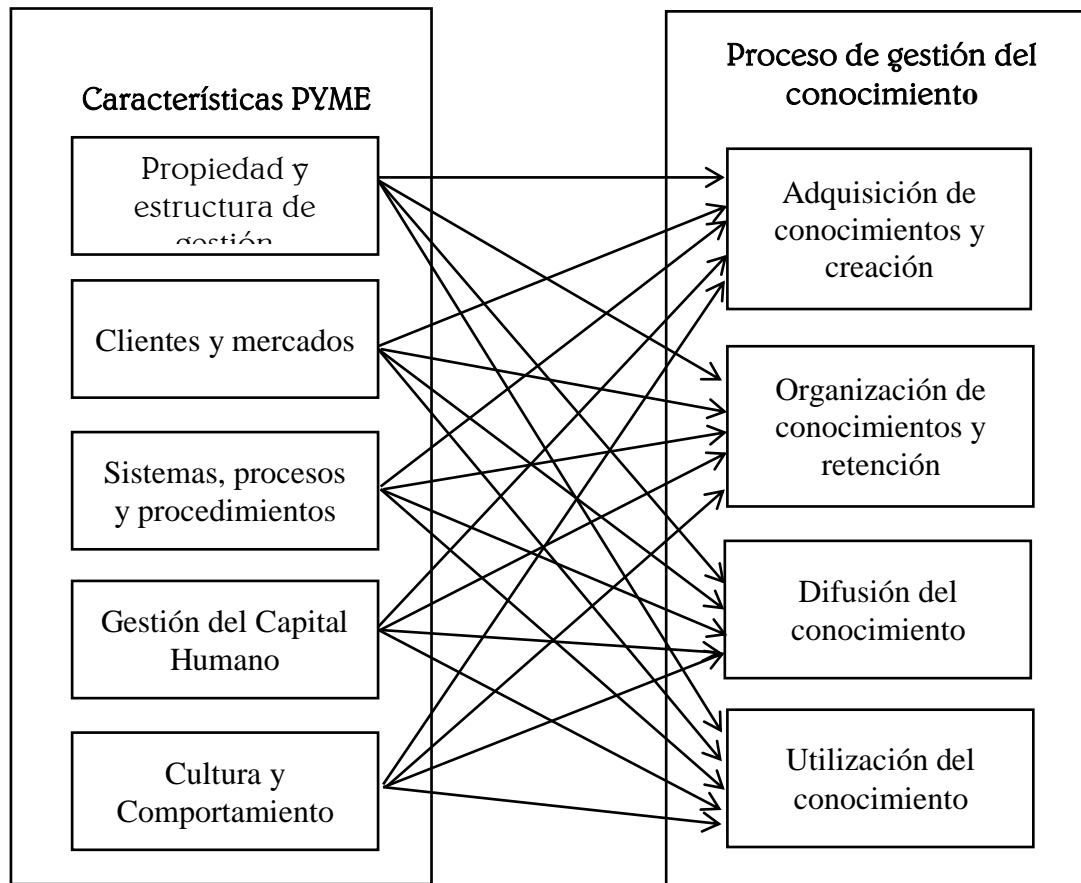 Características PYME
Propiedad y
estructura de
gestión
Clientes y mercados
Sistemas, procesos
y procedimientos
Gestión del Capital
Humano
Cultura y
Comportamiento
Proceso de gestión del
conocimiento
Adquisición de
conocimientos y
creación
Organización de
conocimientos y
retención
Difusión del
conocimiento
Utilización del
conocimiento